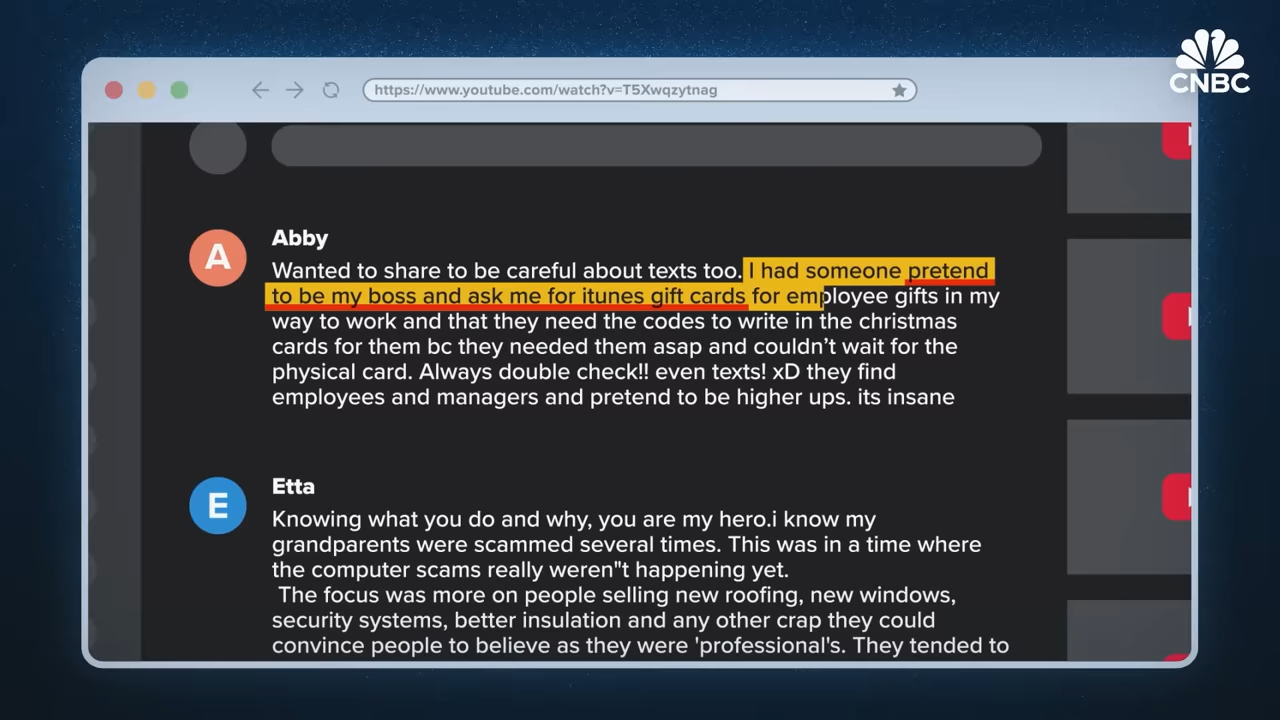 CNBC
https://www.youtube.com/watch?v=T5Xwqzytnag
A
Abby
Wanted to share to be careful about texts too. I had someone pretend
to be my boss and ask me for itunes gift cards for employee gifts in my
way to work and that they need the codes to write in the christmas
cards for them bc they needed them asap and couldn’t wait for the
physical card. Always double check!! even texts! xD they find
employees and managers and pretend to be higher ups. its insane
E
Etta
Knowing what you do and why, you are my hero.i know my
grandparents were scammed several times. This was in a time where
the computer scams really weren"t happening yet.
The focus was more on people selling new roofing, new windows,
security systems, better insulation and any other crap they could
convince people to believe as they were 'professional's. They tended to